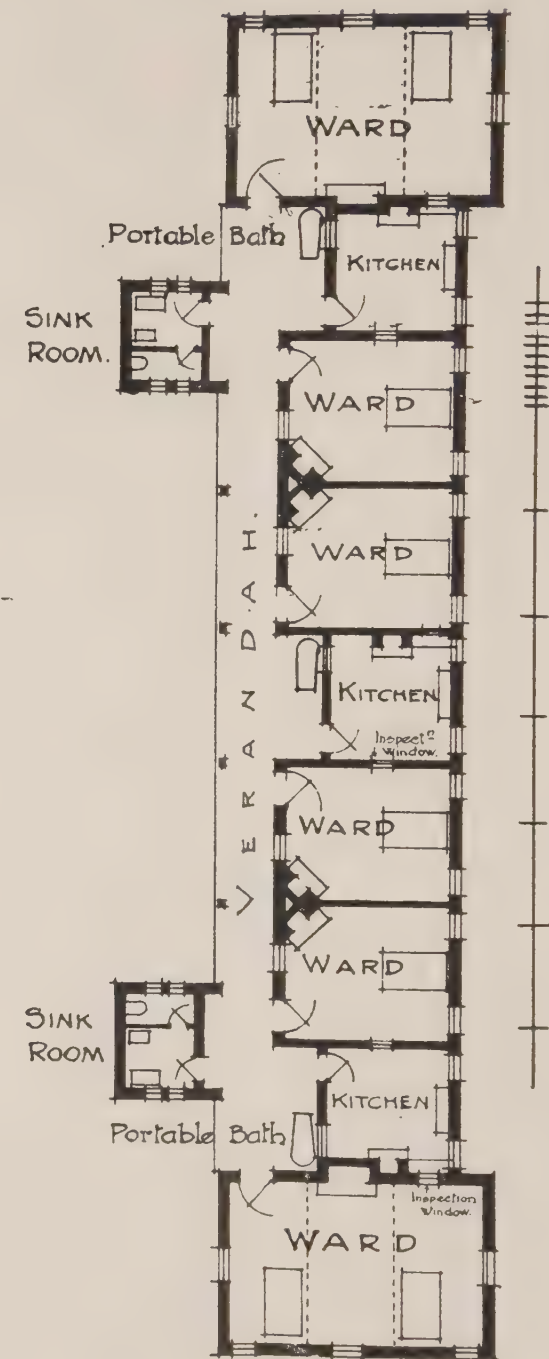 WARD
Portable Bath
KITCHEN
SINK
ROOM.
WARD
WARD
VERANDAH.
KITCHEN
Inspectn
Window.
WARD
WARD
SINK
ROOM
KITCHEN
Portable Bath
Inspection
Window.
WARD